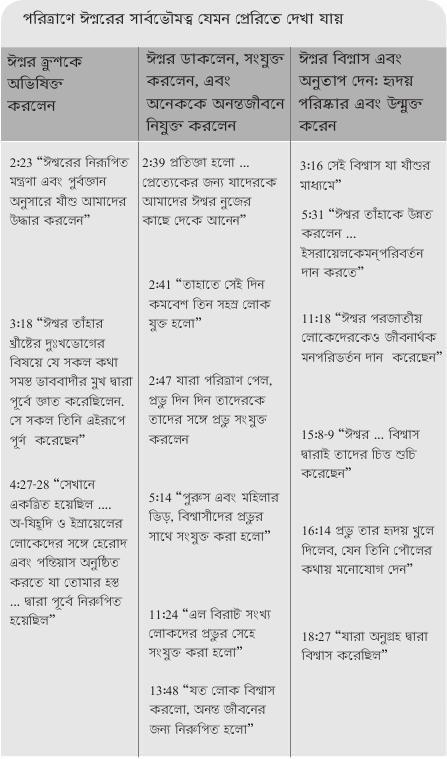 পরিত্রাণে ঈশ্বরের সার্বভৌমত্ব যেমন প্রেরিতে দেখা যায়
ঈশ্বর ক্রুশকে
অভিষিক্ত
করলেন
2:23 “ঈশ্বরের নিরূপিত
মন্ত্রণা এবং পূর্বজ্ঞান
অনুসারে যীশু আমাদের
উদ্ধার করলেন”
3:18 “ঈশ্বর তাঁহার
খ্রীষ্টের দুঃখভোগের
বিষয়ে যে সকল কথা
সমস্ত ভাববাদীর মুখ দ্বারা
পূর্বে জ্ঞাত করেছিলেন.
সে সকল তিনি এইরূপে
পূর্ন করেছেন”
4:27-28 “সেখানে
একত্রিত হয়েছিল ....
অ-যিহূদি ও ইস্রায়েলের
লোকেদের সঙ্গে হেরোদ
এবং পন্তিয়াস অনুষ্ঠিত
করতে যা তোমার হস্ত
... দ্বারা পূর্বে নিরুপিত
হয়েছিল”
ঈশ্বর ডাকলেন, সংযুক্ত
করলেন, এবং
অনেককে অনন্তজীবনে
নিযুক্ত করলেন
2:39 প্রতিজ্ঞা হলো ...
প্রেত্যেকের জন্য যাদেরকে
আমাদের ঈশ্বর নুজের
কাছে দেকে আনেন”
2:41 “তাহাতে সেই দিন
কমবেশ তিন সহস্র লোক
যুক্ত হলো”
2:47 যারা পরিত্রাণ পেল,
প্রভু দিন দিন তাদেরকে
তাদের সঙ্গে প্রভু সংযুক্ত
করলেন
5:14 “পুরুস এবং মহিলার
ভিড়, বিশ্বাসীদের প্রভুর
সাথে সংযুক্ত করা হলো”
11:24 “এল বিরাট সংখ্য
লোকদের প্রভুর সেহে
সংযুক্ত করা হলো”
13:48 “যত লোক বিশ্বাস
করলো, অনন্ত জীবনের
জন্য নিরুপিত হলো”
ঈশ্বর বিশ্বাস এবং
অনুতাপ দেন: হৃদয়
পরিষ্কার এবং উন্মুক্ত
করেন
3:16 সেই বিশ্বাস যা যীশুর
মাধ্যমে”
5:31 “ঈশ্বর তাঁহাকে উন্নত
করলেন ...
ইসরায়েলকেমন্পরিবর্তন
দান করতে”
11:18 “ঈশ্বর পরজাতীয়
লোকেদেরকেও জীবনার্থক
মনপরিডর্তন দান করেছেন”
15:8-9 “ঈশ্বর ... বিশ্বাস
দ্বারাই তাদের চিত্ত শুচি
করেছেন”
16:14 প্রভু তার হৃদয় খুলে
দিলেব, যেন তিনি পৌলের
কথায় মনোযোগ দেন”
18:27 “যারা অনুগ্রহ দ্বারা
বিশ্বাস করেছিল”